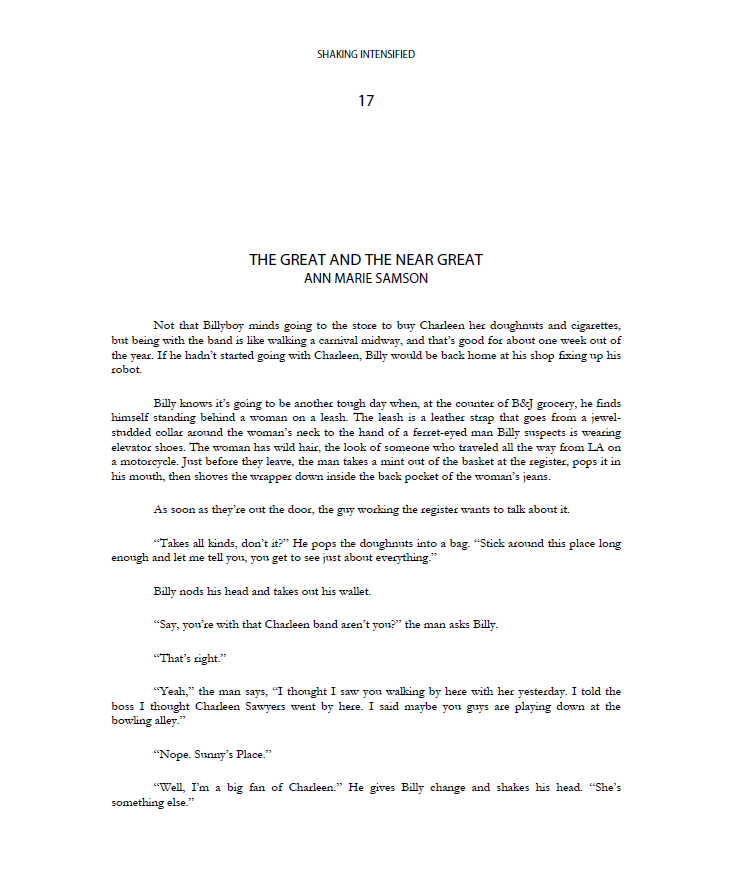 SHAKING INTENSIFIED
17
THE GREAT AND THE NEAR GREAT
ANN MARIE SAMSON
Not that Billyboy minds going to the store to buy Charleen her doughnuts and cigarettes,
but being with the band is like walking a carnival midway, and that’s good for about one week out of
the year. If he hadn’t started going with Charleen, Billy would be back home at his shop fixing up his
robot.
Billy knows it’s going to be another tough day when, at the counter of B&J grocery, he finds
himself standing behind a woman on a leash. The leash is a leather strap that goes from a jewel-
studded collar around the woman’s neck to the hand of a ferret-eyed man Billy suspects is wearing
elevator shoes. The woman has wild hair, the look of someone who traveled all the way from LA on
a motorcycle. Just before they leave, the man takes a mint out of the basket at the register, pops it in
his mouth, then shoves the wrapper down inside the back pocket of the woman’s jeans.
As soon as they’re out the door, the guy working the register wants to talk about it.
“Takes all kinds, don’t it?” He pops the doughnuts into a bag. “Stick around this place long
enough and let me tell you, you get to see just about everything.”
Billy nods his head and takes out his wallet.
“Say, you’re with that Charleen band aren’t you?” the man asks Billy.
“That’s right.”
“Yeah,” the man says, “I thought I saw you walking by here with her yesterday. I told the
boss I thought Charleen Sawyers went by here. I said maybe you guys are playing down at the
bowling alley.”
“Nope. Sunny’s Place.”
“Well, I’m a big fan of Charleen.” He gives Billy change and shakes his head. “She’s
something else.”